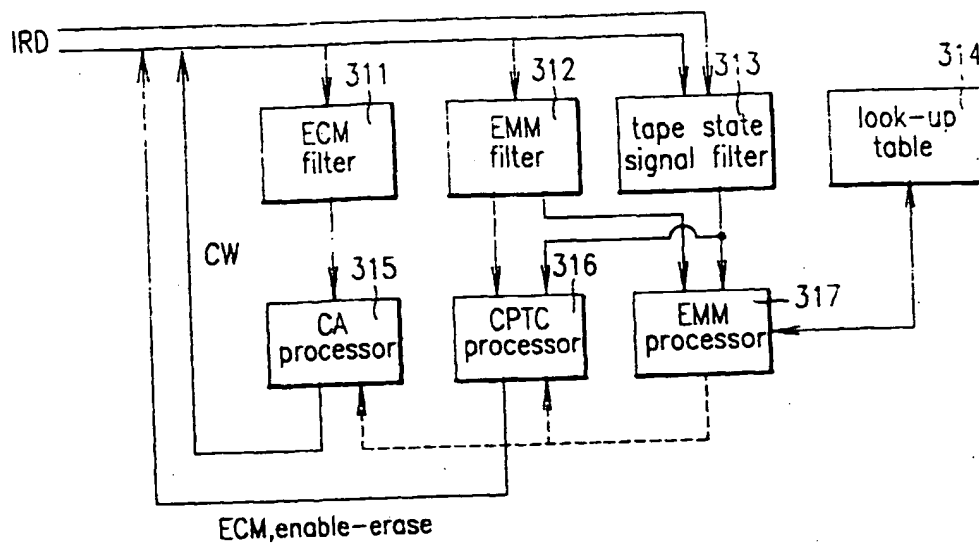 IRD
311
312
313
314
ECM
filter
EMM
filter
tape state
signal filter
look-up
table
CW
315
316
317
CA
processor
CPTC
processor
EMM
processor
ECM,enable-erase